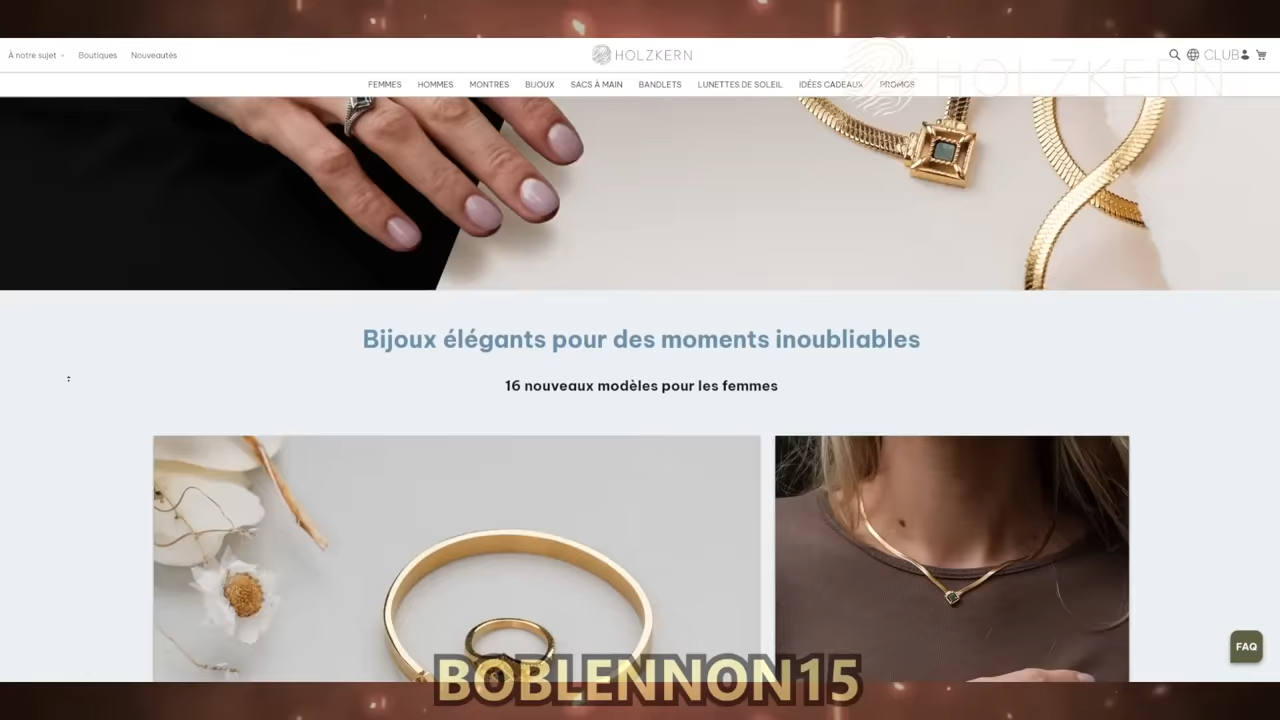 À notre sujet
Boutiques
Nouveautés
HOLZKERN
CLUB
HOLZKERN
FEMMES
HOMMES
MONTRES
BIJOUX
SACS À MAIN
BANDLETS
LUNETTES DE SOLEIL
IDÉES CADEAUX
PROMOS
Bijoux élégants pour des moments inoubliables
16 nouveaux modèles pour les femmes
FAQ
BOBLENNON15